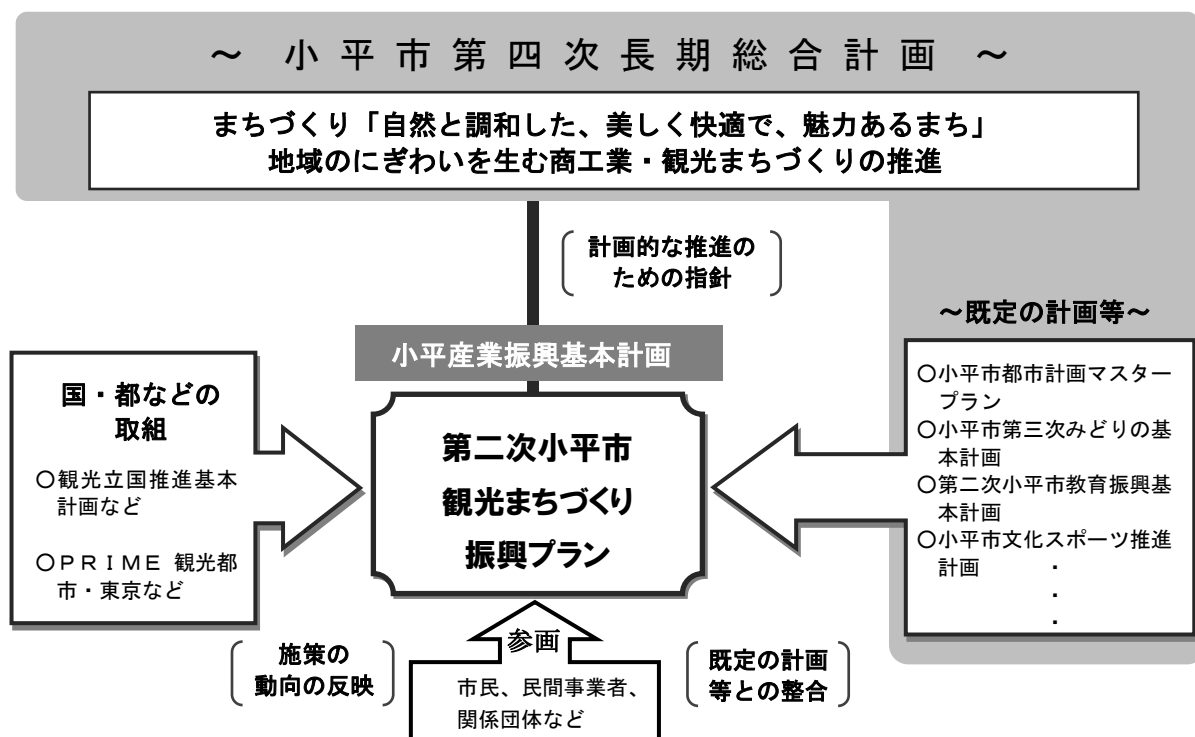 ～ 小平市第四次長期総合計画 ～
まちづくり「自然と調和した、美しく快適で、魅力あるまち」
地域のにぎわいを生む商工業・観光まちづくりの推進
計画的な推進の
ための指針
小平産業振興基本計画
第二次小平市
観光まちづくり
振興プラン
国・都などの
取組
○観光立国推進基本
計画など
○ＰＲＩＭＥ 観光都
市・東京など
～既定の計画等～
○小平市都市計画マスター
プラン
○小平市第三次みどりの基
本計画
○第二次小平市教育振興基
本計画
○小平市文化スポーツ推進
計画
・
・
・
施策の
動向の反映
参画
市民、民間事業者、
関係団体など
既定の計画
等との整合